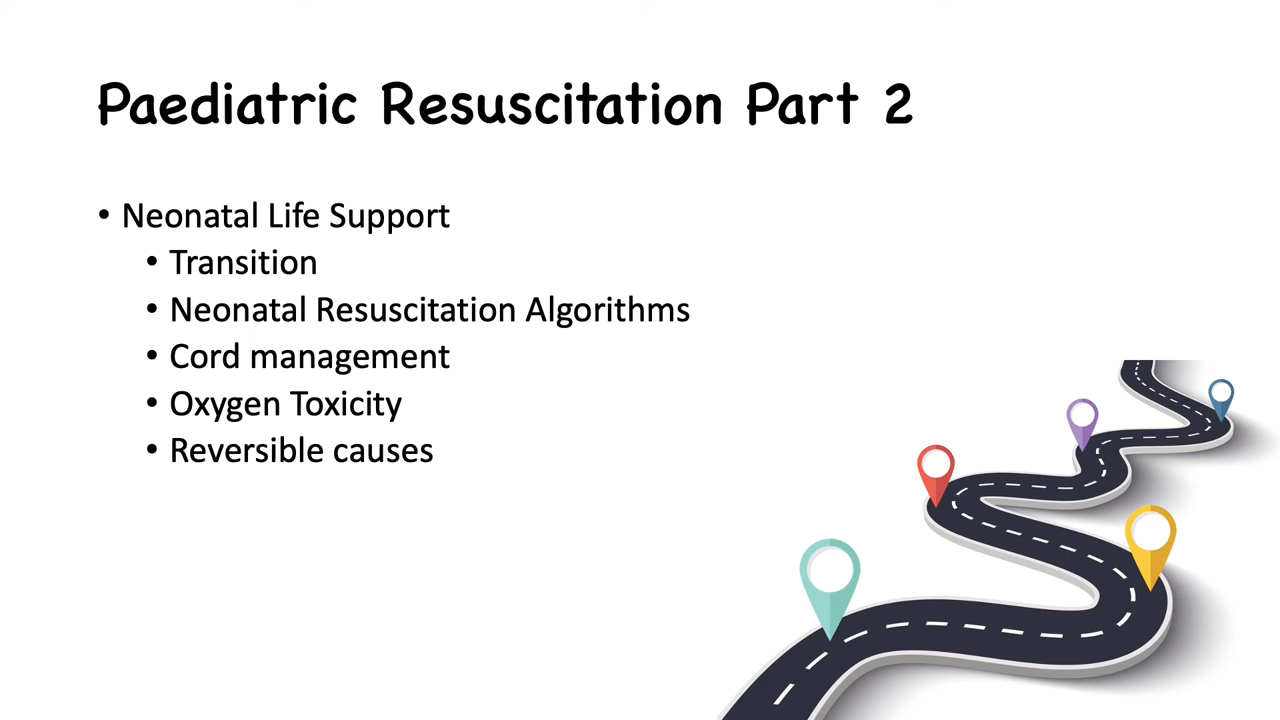 Paediatric Resuscitation Part 2
• Neonatal Life Support
• Transition
• Neonatal Resuscitation Algorithms
• Cord management
• Oxygen Toxicity
• Reversible causes